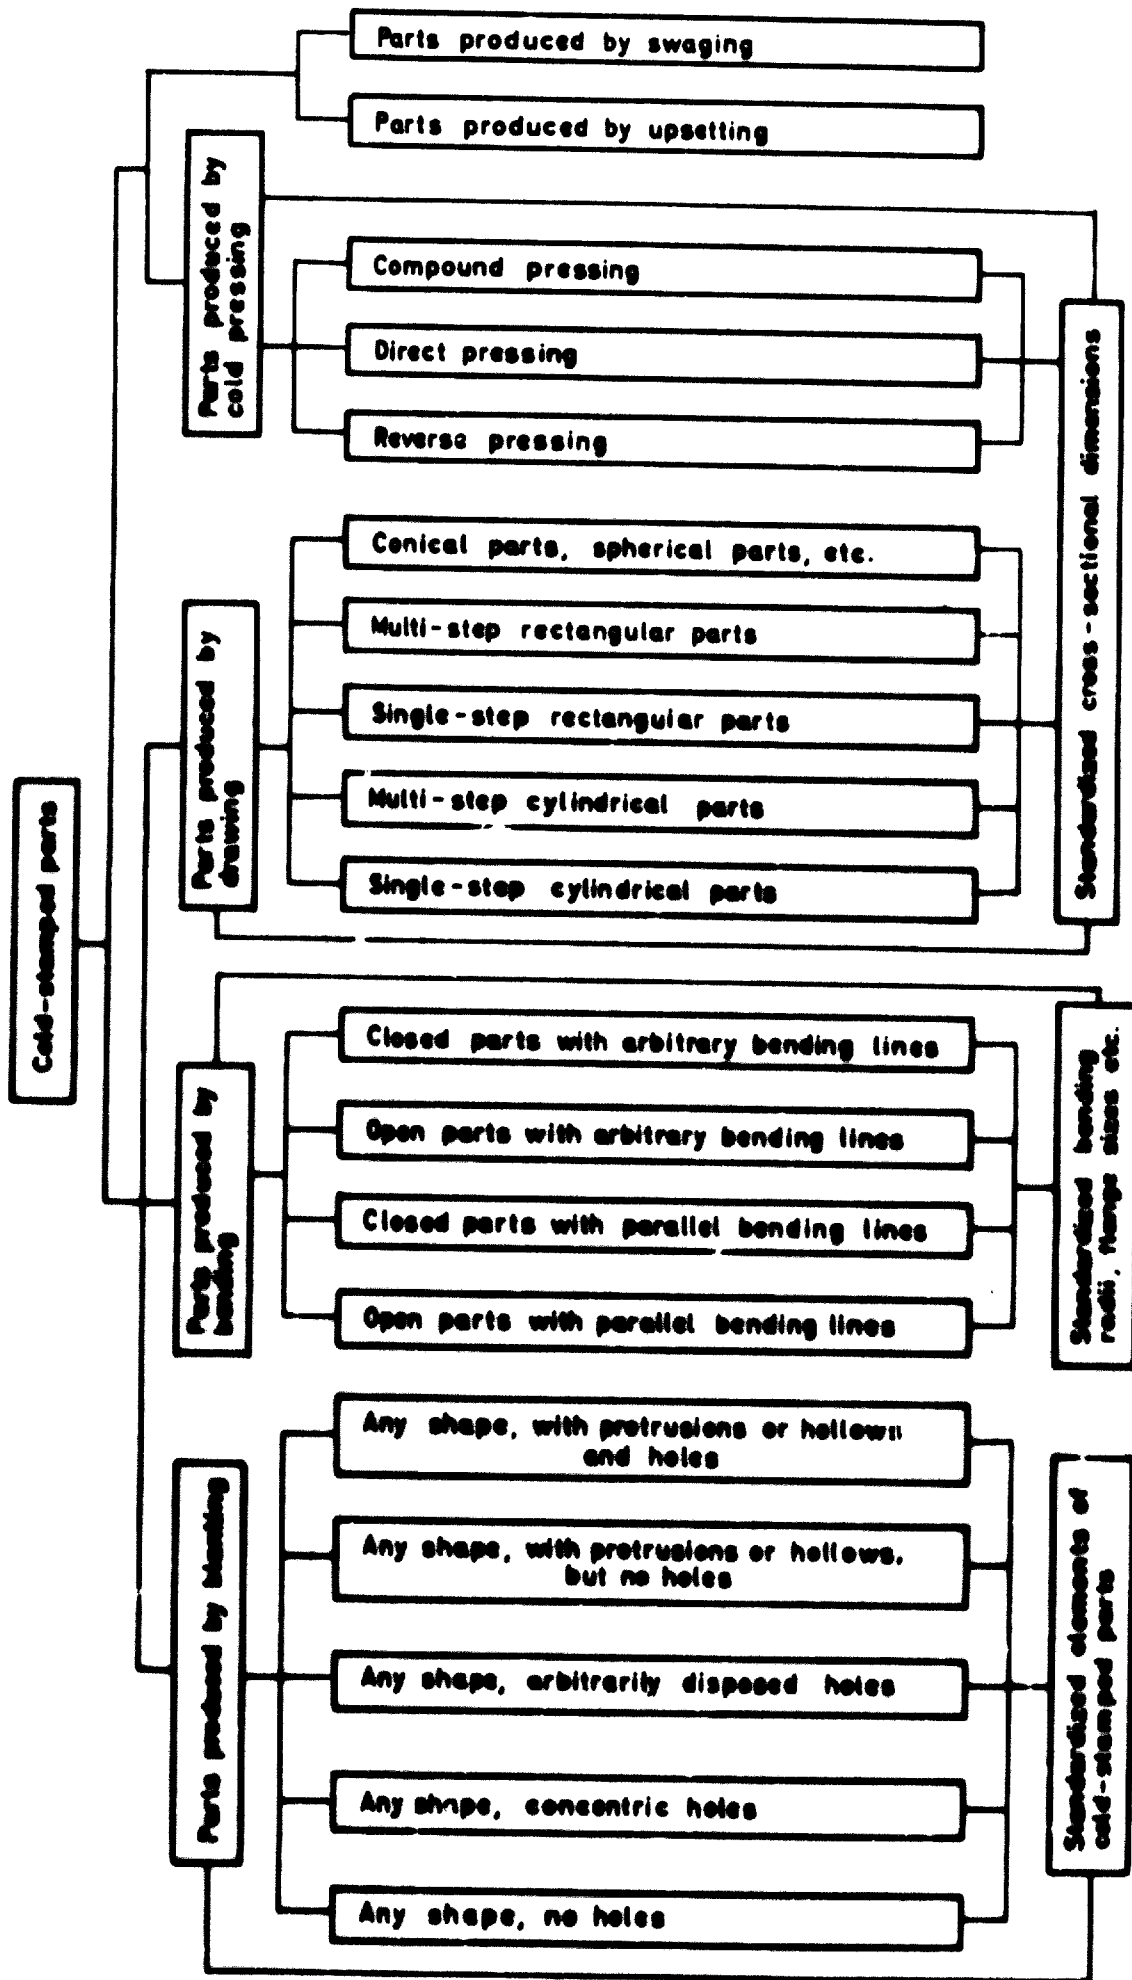 Cold-stamped parts
Parts produced by
cold pressing
Parts produced by
drawing
Parts produced by
bending
Parts produced by blanking
Parts produced by swaging
Parts produced by upsetting
Compound pressing
Direct pressing
Reverse pressing
Conical parts, spherical parts, etc.
Multi-step rectangular parts
Single-step rectangular parts
Multi-step cylindrical parts
Single-step cylindrical parts
Closed parts with arbitrary bending lines
Open parts with arbitrary bending lines
Closed parts with parallel bending lines
Open parts with parallel bending lines
Any shape, with protrusions or hollows
and holes
Any shape, with protrusions or hollows,
but no holes
Any shape, arbitrarily disposed holes
Any shape, concentric holes
Any shape, no holes
Standardized cross-sectional dimensions
Standardized bending
radii, flange sizes etc.
Standardized elements of
cold-stamped parts